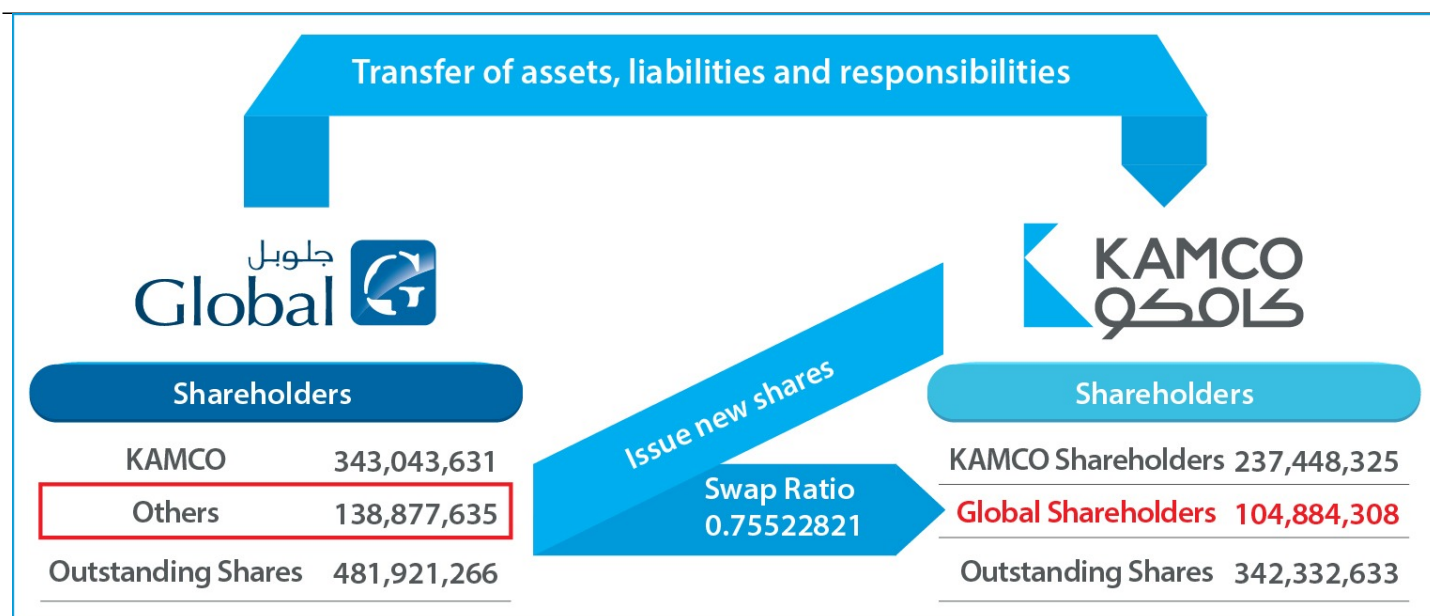 Transfer of assets, liabilities and responsibilities
جلوبل
Global
G
KAMCO
كامكو
Shareholders
KAMCO 343,043,631
Others 138,877,635
Outstanding Shares 481,921,266
Issue new shares
Swap Ratio
0.75522821
Shareholders
KAMCO Shareholders 237,448,325
Global Shareholders 104,884,308
Outstanding Shares 342,332,633